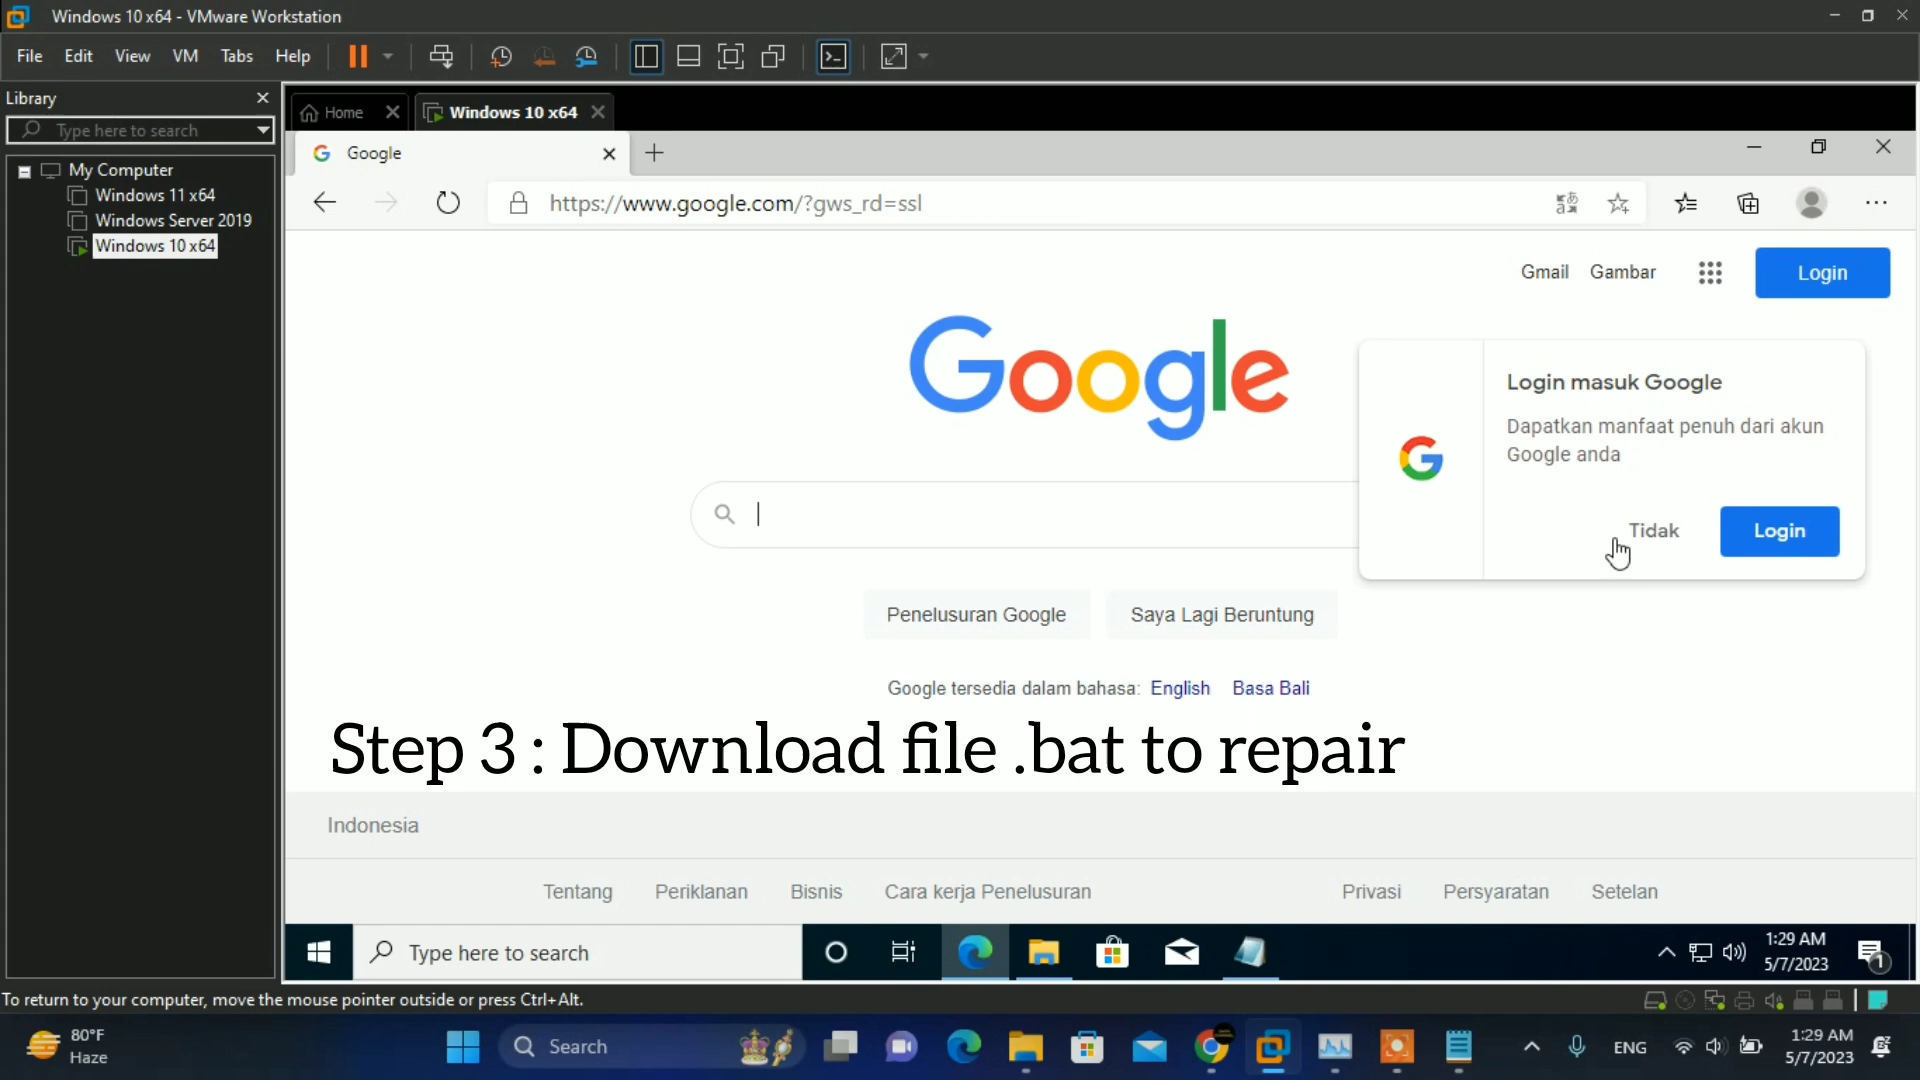 Windows 10 x64 - VMware Workstation
File Edit View VM Tabs Help
Library
Type here to search
My Computer
Windows 11 x64
Windows Server 2019
Windows 10 x64
Home
Windows 10 x64
Google
https://www.google.com/?gws_rd=ssl
Gmail Gambar Login
Google
Login masuk Google
Dapatkan manfaat penuh dari akun
Google anda
Tidak Login
Penelusuran Google Saya Lagi Beruntung
Google tersedia dalam bahasa: English Basa Bali
Step 3 : Download file .bat to repair
Indonesia
Tentang Periklanan Bisnis Cara kerja Penelusuran Privasi Persyaratan Setelan
Type here to search
1:29 AM
5/7/2023
1
To return to your computer, move the mouse pointer outside or press Ctrl+Alt.
80°F
Haze
Search
ENG
1:29 AM
5/7/2023